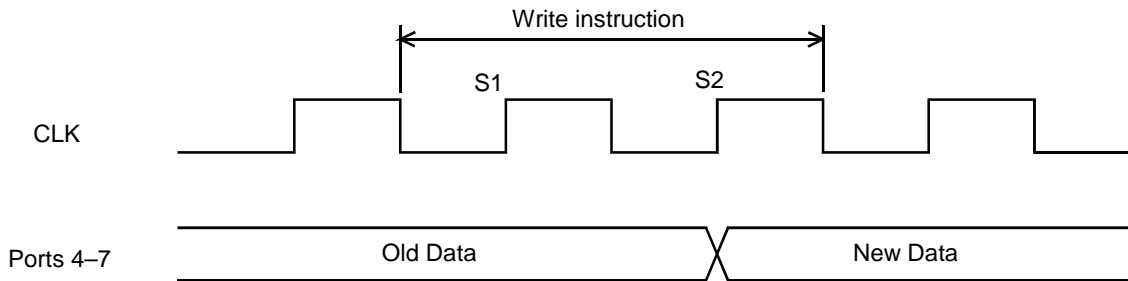 Write instruction
S1
S2
CLK
Ports 4–7
Old Data
New Data